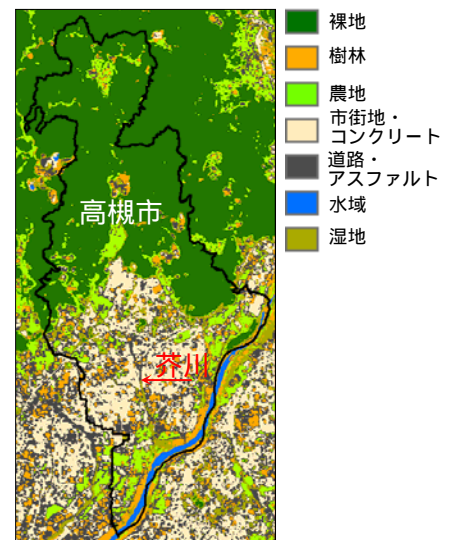 裸地
樹林
農地
市街地・
コンクリート
道路・
アスファルト
水域
湿地
高槻市
芥川